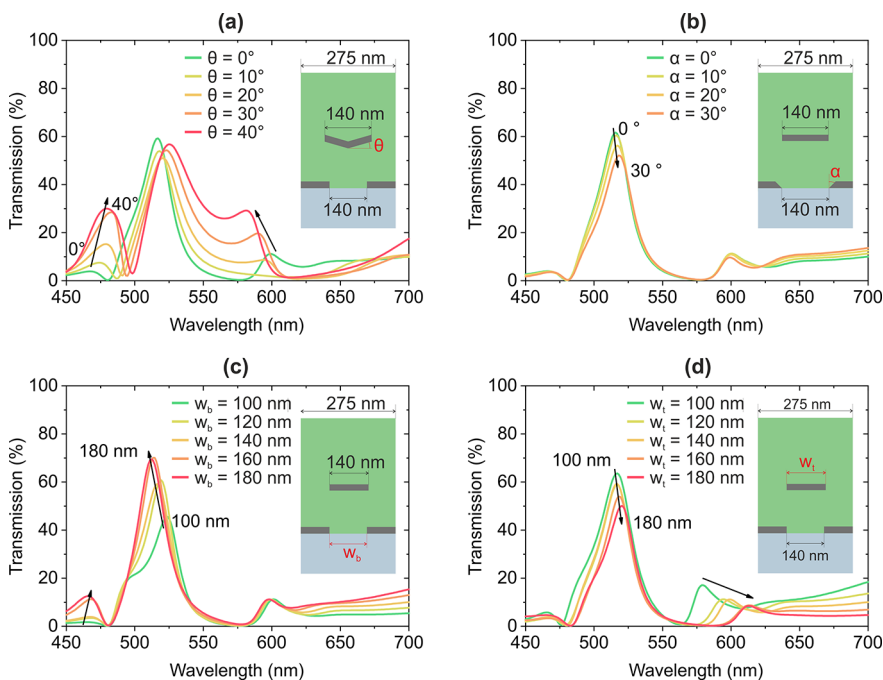 (a)
Transmission (%)
100
80
60
40
20
0
450 500 550 600 650 700
Wavelength (nm)
θ = 0°
θ = 10°
θ = 20°
θ = 30°
θ = 40°
0°
40°
275 nm
140 nm
θ
140 nm
(b)
Transmission (%)
100
80
60
40
20
0
450 500 550 600 650 700
Wavelength (nm)
α = 0°
α = 10°
α = 20°
α = 30°
0 °
30 °
275 nm
140 nm
α
140 nm
(c)
Transmission (%)
100
80
60
40
20
0
450 500 550 600 650 700
Wavelength (nm)
w_b = 100 nm
w_b = 120 nm
w_b = 140 nm
w_b = 160 nm
w_b = 180 nm
180 nm
100 nm
275 nm
140 nm
w_b
(d)
Transmission (%)
100
80
60
40
20
0
450 500 550 600 650 700
Wavelength (nm)
w_t = 100 nm
w_t = 120 nm
w_t = 140 nm
w_t = 160 nm
w_t = 180 nm
100 nm
180 nm
275 nm
w_t
140 nm